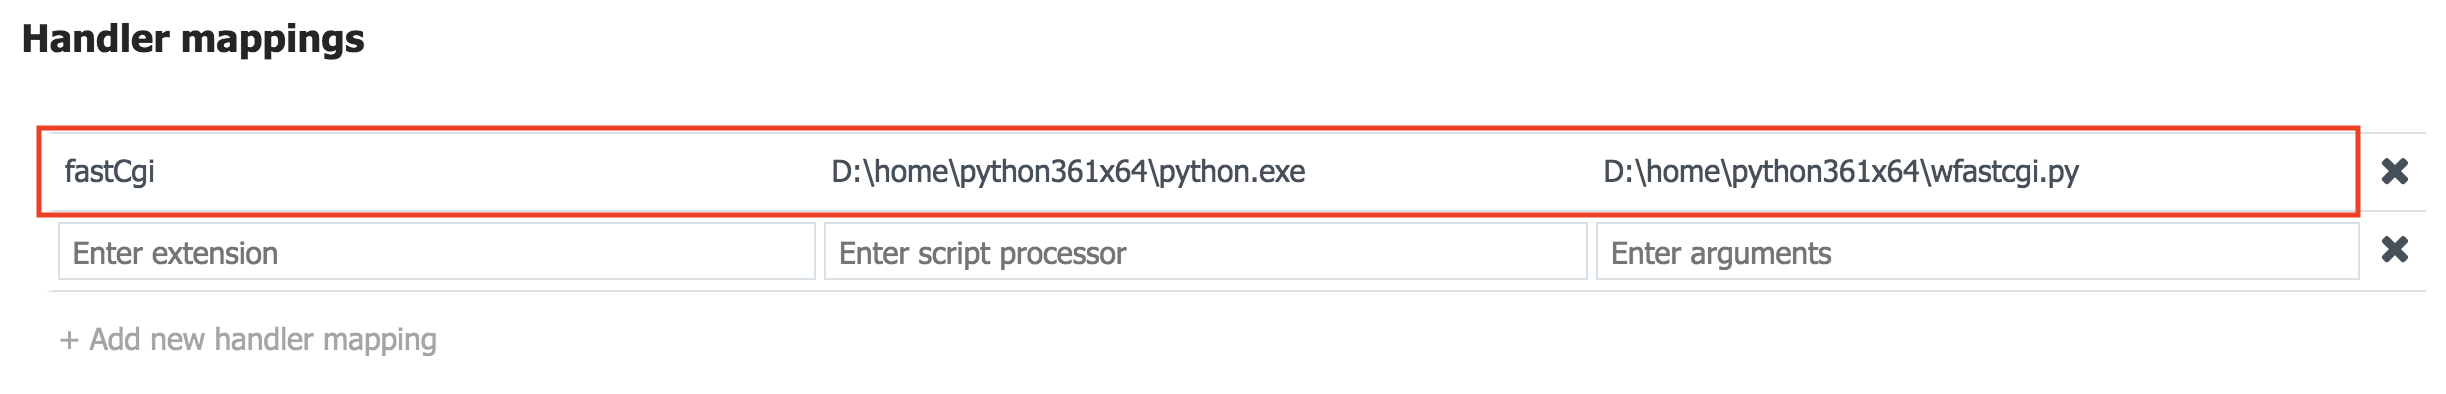 Handler mappings
fastCgi D:\home\python361x64\python.exe D:\home\python361x64\wfastcgi.py
Enter extension Enter script processor Enter arguments
+ Add new handler mapping